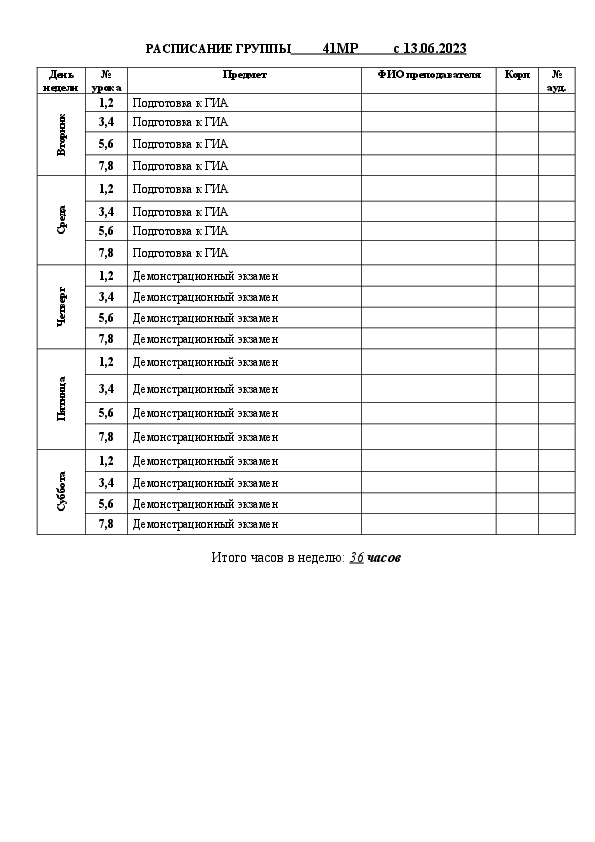 РАСПИСАНИЕ ГРУППЫ 41МР с 13.06.2023
День недели № урока Предмет ФИО преподавателя Корп № ауд.
Вторник
1,2 Подготовка к ГИА
3,4 Подготовка к ГИА
5,6 Подготовка к ГИА
7,8 Подготовка к ГИА
Среда
1,2 Подготовка к ГИА
3,4 Подготовка к ГИА
5,6 Подготовка к ГИА
7,8 Подготовка к ГИА
Четверг
1,2 Демонстрационный экзамен
3,4 Демонстрационный экзамен
5,6 Демонстрационный экзамен
7,8 Демонстрационный экзамен
Пятница
1,2 Демонстрационный экзамен
3,4 Демонстрационный экзамен
5,6 Демонстрационный экзамен
7,8 Демонстрационный экзамен
Суббота
1,2 Демонстрационный экзамен
3,4 Демонстрационный экзамен
5,6 Демонстрационный экзамен
7,8 Демонстрационный экзамен
Итого часов в неделю: 36 часов